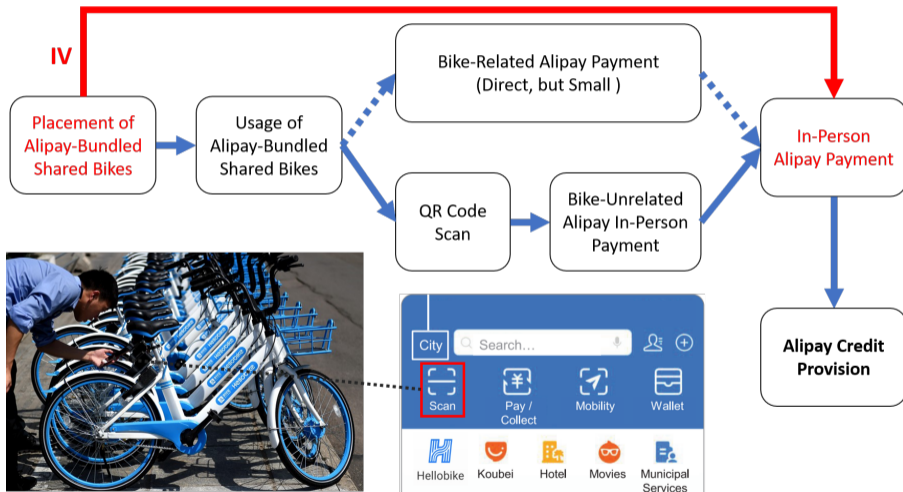 IV
Bike-Related Alipay Payment
(Direct, but Small )
Placement of
Alipay-Bundled
Shared Bikes
Usage of
Alipay-Bundled
Shared Bikes
In-Person
Alipay Payment
QR Code
Scan
Bike-Unrelated
Alipay In-Person
Payment
Alipay Credit
Provision
City
Search...
Scan
Pay /
Collect
Mobility
Wallet
Hellobike
Koubei
Hotel
Movies
Municipal
Services